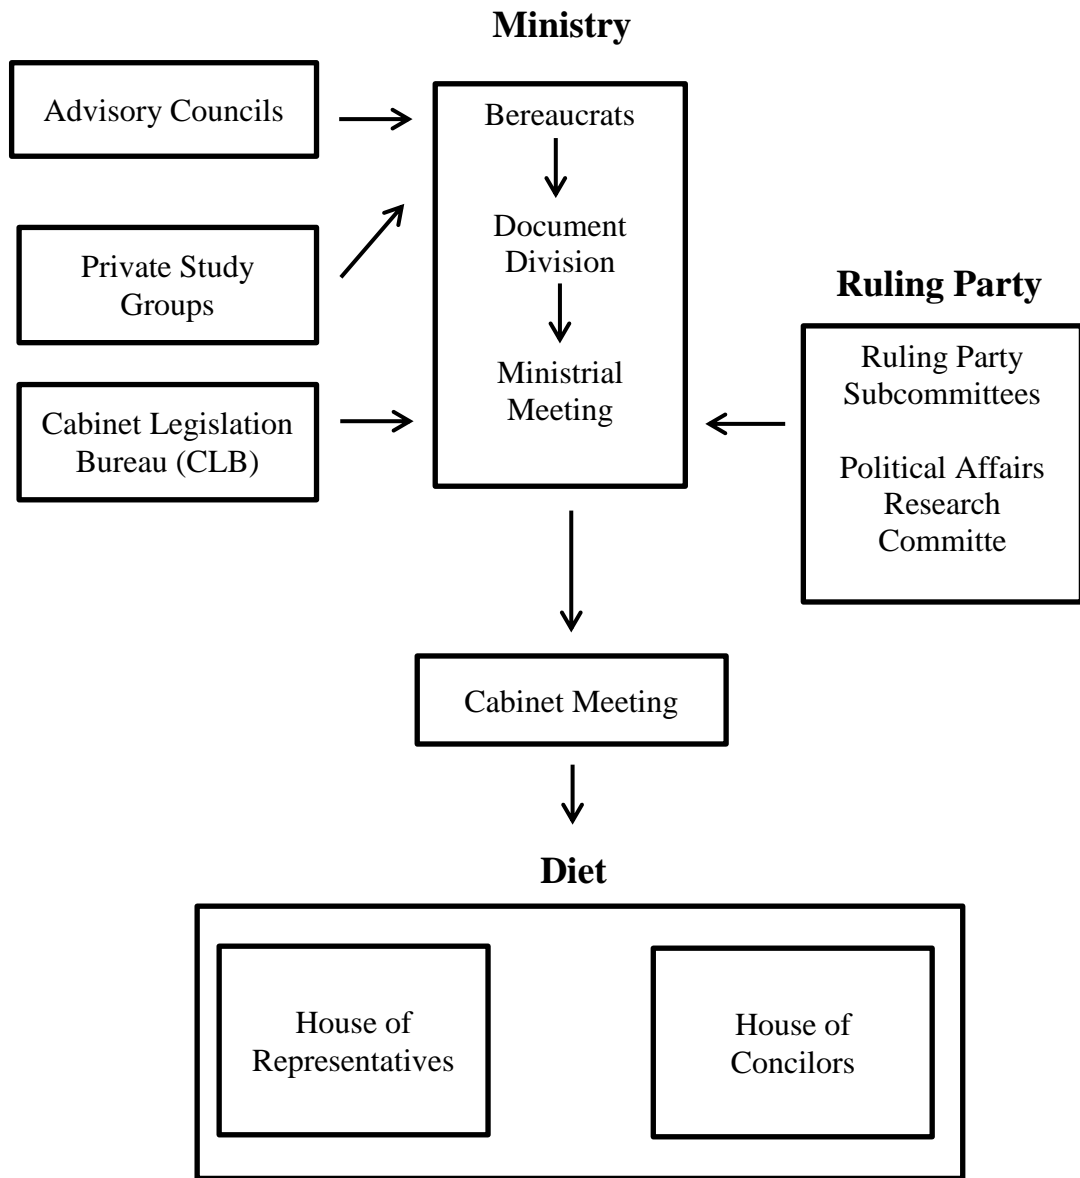 Ministry
Advisory Councils
Bereaucrats
Private Study
Groups
Document
Division
Cabinet Legislation
Bureau (CLB)
Ministrial
Meeting
Ruling Party
Ruling Party
Subcommittees
Political Affairs
Research
Committe
Cabinet Meeting
Diet
House of
Representatives
House of
Concilors